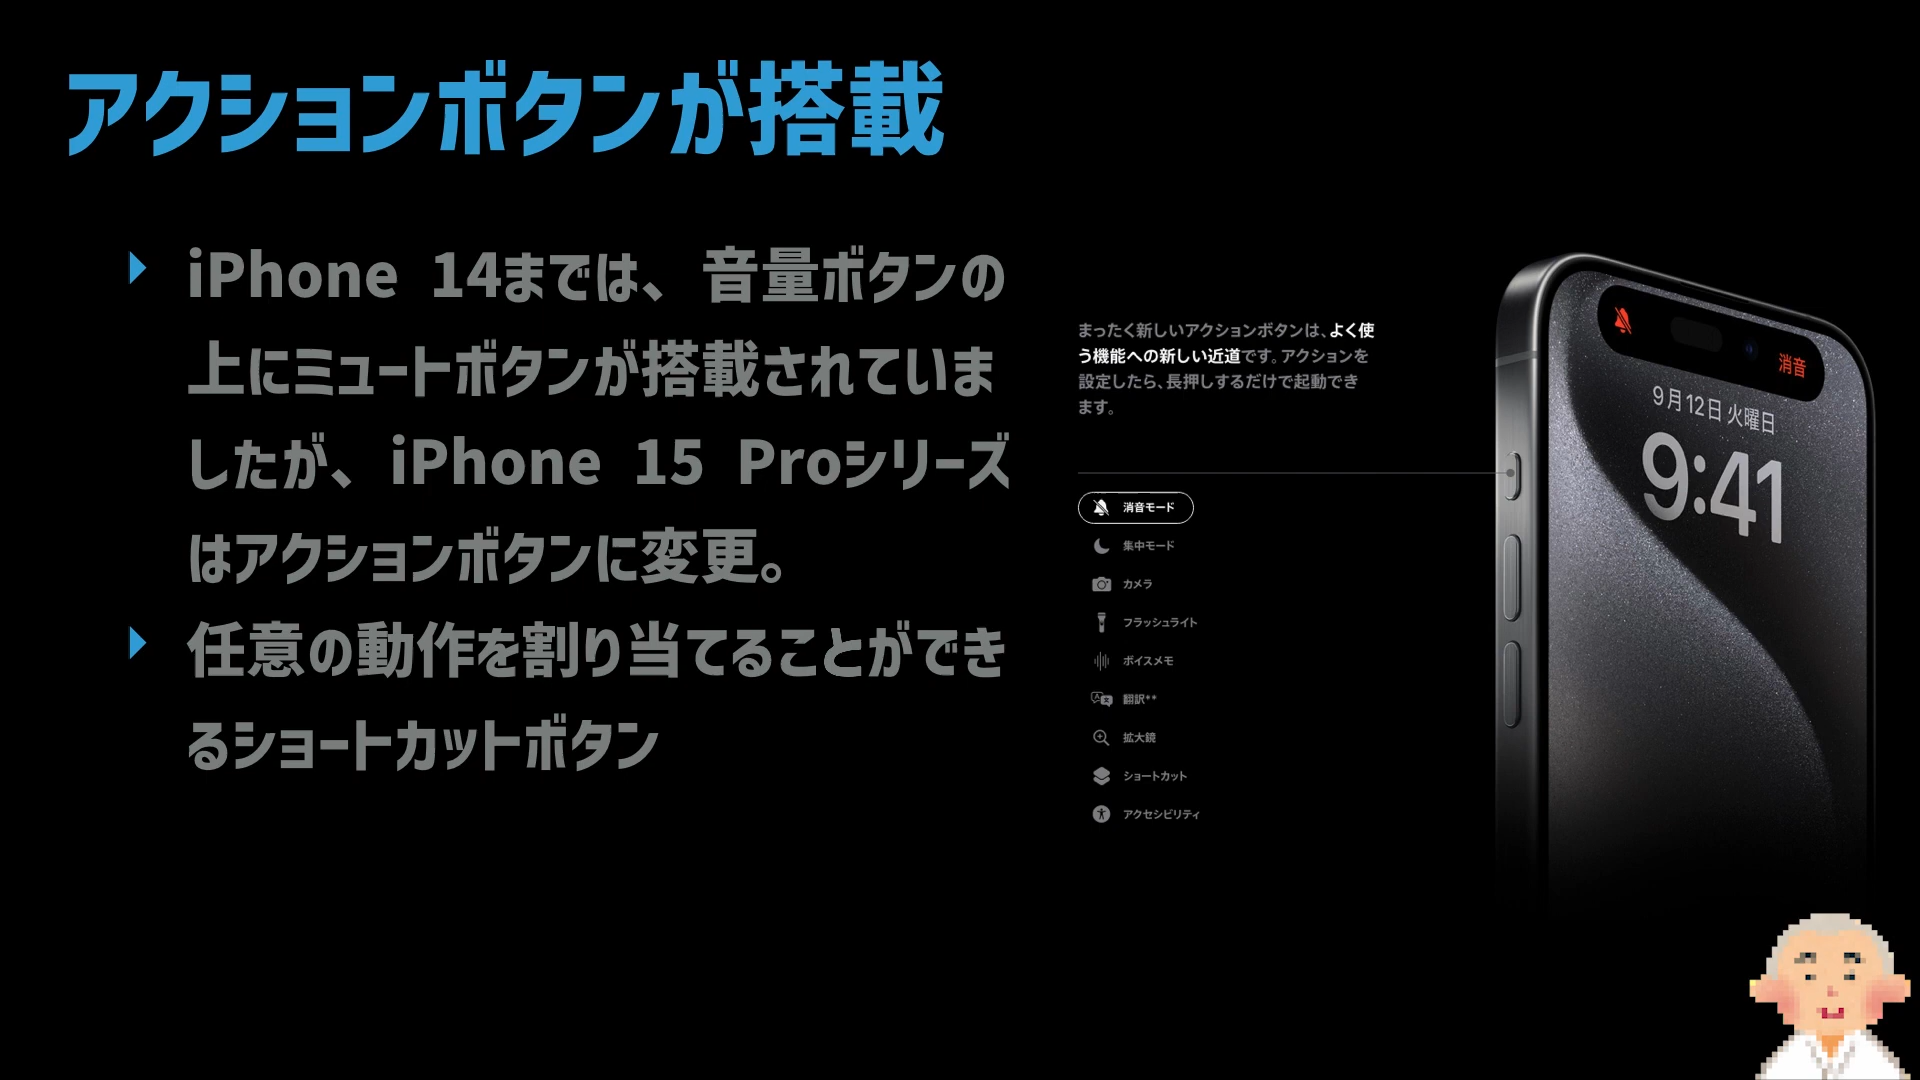 アクションボタンが搭載
iPhone 14までは、音量ボタンの
上にミュートボタンが搭載されていま
したが、iPhone 15 Proシリーズ
はアクションボタンに変更。
任意の動作を割り当てることができ
るショートカットボタン
まったく新しいアクションボタンは、よく使
う機能への新しい近道です。アクションを
設定したら、長押しするだけで起動でき
ます。
消音モード
集中モード
カメラ
フラッシュライト
ボイスメモ
翻訳**
拡大鏡
ショートカット
アクセシビリティ
消音
9月12日 火曜日
9:41